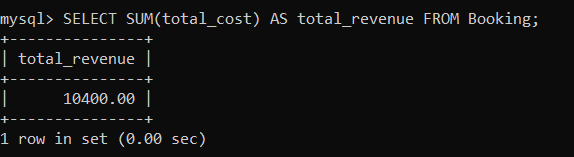 mysql> SELECT SUM(total_cost) AS total_revenue FROM Booking;
+---------------+
| total_revenue |
+---------------+
|      10400.00 |
+---------------+
1 row in set (0.00 sec)